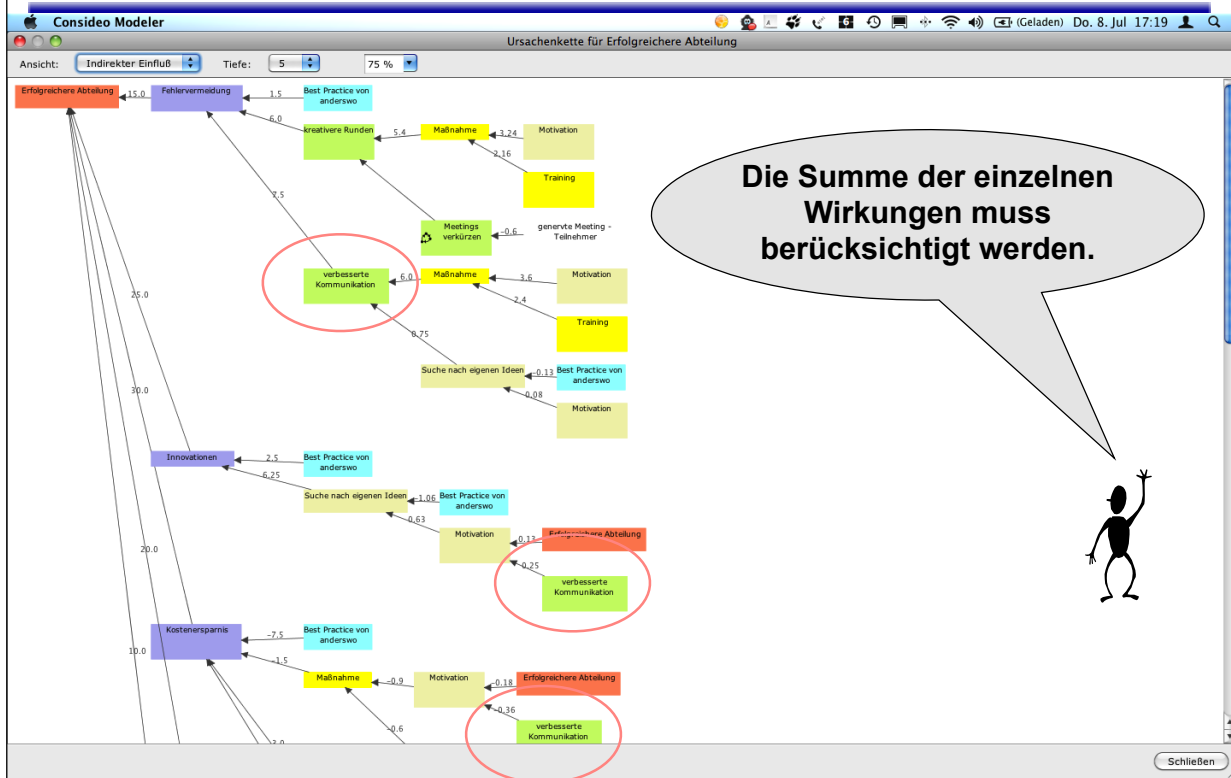 Consideo Modeler
(Geladen) Do. 8. Jul 17:19
Ursachenkette für Erfolgreichere Abteilung
Ansicht: Indirekter Einfluß Tiefe: 5 75 %
Erfolgreichere Abteilung
15.0
Fehlervermeidung
1.5
Best Practice von
anderswo
6.0
kreativere Runden
5.4
Maßnahme
3.24
Motivation
2.16
Training
7.5
Meetings
verkürzen
-0.6
genervte Meeting -
Teilnehmer
verbesserte
Kommunikation
6.0
Maßnahme
3.6
Motivation
2.4
Training
25.0
0.75
Suche nach eigenen Ideen
-0.13
Best Practice von
anderswo
0.08
Motivation
30.0
Innovationen
2.5
Best Practice von
anderswo
6.25
Suche nach eigenen Ideen
-1.06
Best Practice von
anderswo
0.63
Motivation
0.13
Erfolgreichere Abteilung
0.25
verbesserte
Kommunikation
20.0
Kostenersparnis
-7.5
Best Practice von
anderswo
10.0
-1.5
Maßnahme
-0.9
Motivation
-0.18
Erfolgreichere Abteilung
-0.36
verbesserte
Kommunikation
-0.6
Die Summe der einzelnen
Wirkungen muss
berücksichtigt werden.
Schließen